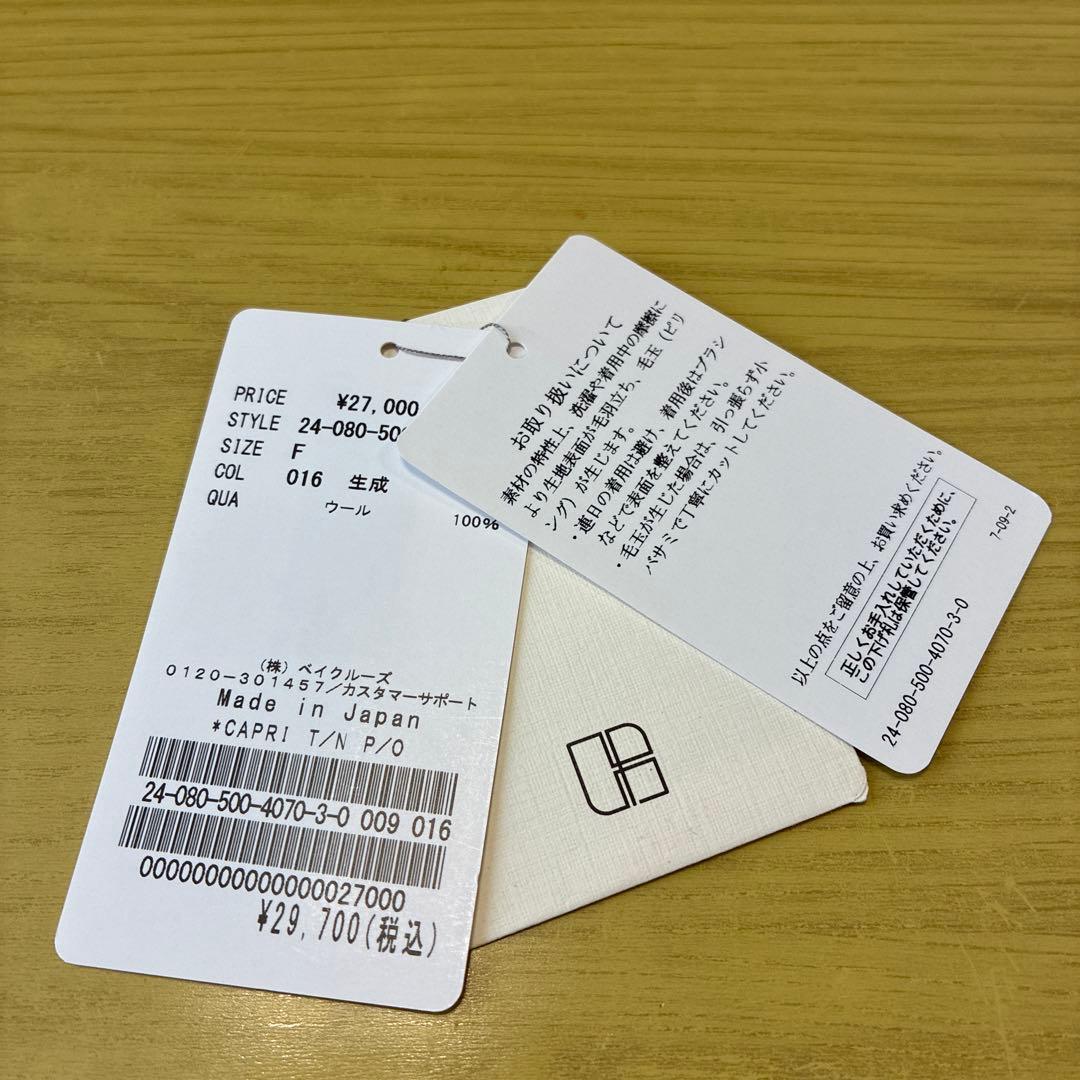 PRICE ¥27,000
STYLE 24-080-50
SIZE F
COL 016 生成
QUA ウール 100%
(株) ベイクルーズ
0120-301457/カスタマーサポート
Made in Japan
*CAPRI T/N P/O
24-080-500-4070-3-0 009 016
00000000000000027000
¥29,700(税込)
お取り扱いについて
素材の特性上、洗濯や着用中の摩擦に
より生地表面が毛羽立ち、毛玉(ピリ
ング)が生じます。
・連日の着用は避け、着用後はブラシ
などで表面を整えてください。
・毛玉が生じた場合は、引っ張らず小
バサミで丁寧にカットしてください。
以上の点をご留意の上、お買い求めください。
正しくお手入れしていただくために、
この下げ札は保管してください。
7-09-2
24-080-500-4070-3-0